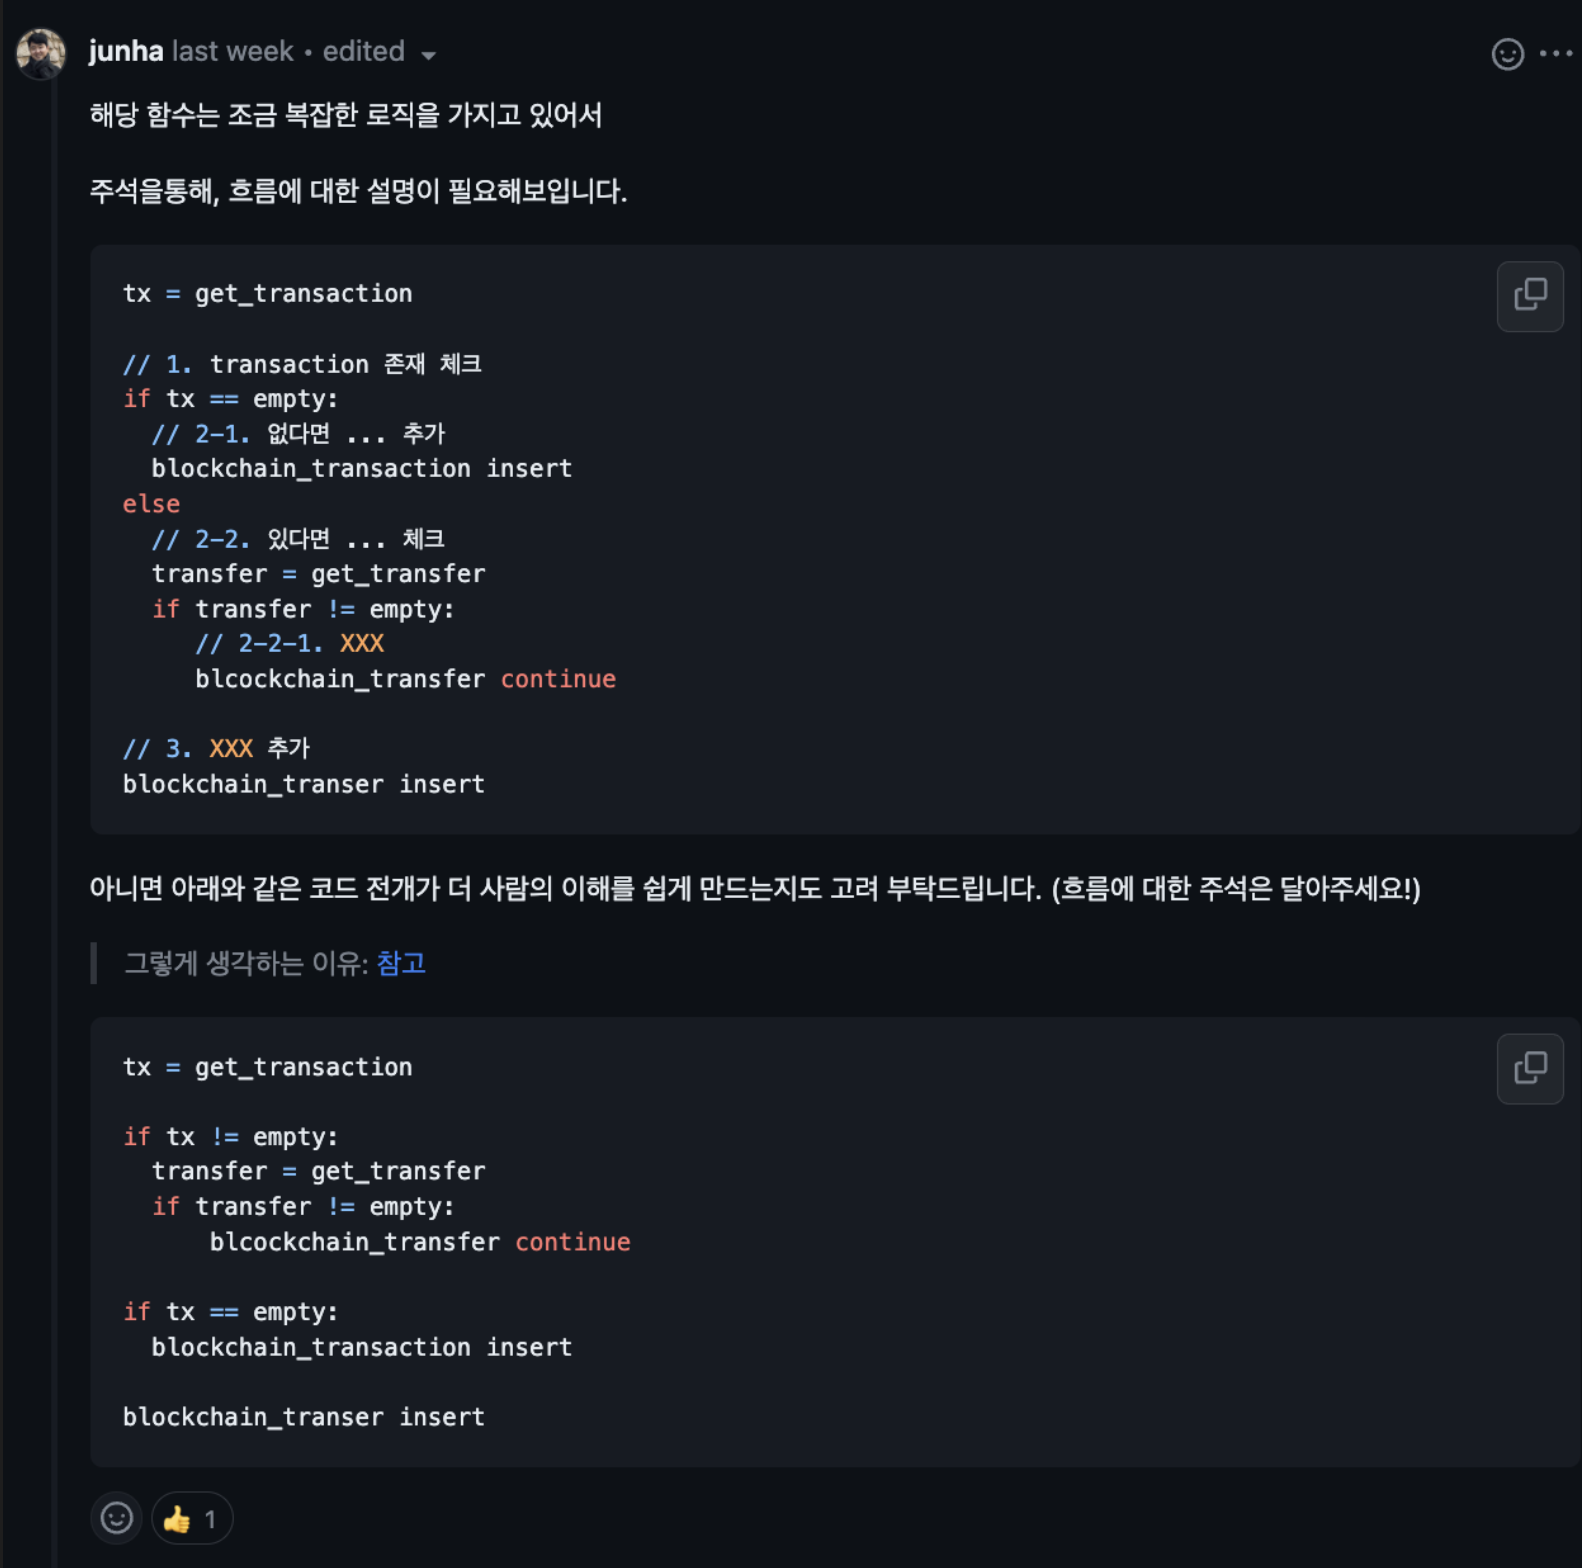 junha last week • edited
해당 함수는 조금 복잡한 로직을 가지고 있어서
주석을통해, 흐름에 대한 설명이 필요해보입니다.
tx = get_transaction
// 1. transaction 존재 체크
if tx == empty:
  // 2-1. 없다면 ... 추가
  blockchain_transaction insert
else
  // 2-2. 있다면 ... 체크
  transfer = get_transfer
  if transfer != empty:
     // 2-2-1. XXX
     blcockchain_transfer continue
// 3. XXX 추가
blockchain_transer insert
아니면 아래와 같은 코드 전개가 더 사람의 이해를 쉽게 만드는지도 고려 부탁드립니다. (흐름에 대한 주석은 달아주세요!)
그렇게 생각하는 이유: 참고
tx = get_transaction
if tx != empty:
  transfer = get_transfer
  if transfer != empty:
      blcockchain_transfer continue
if tx == empty:
  blockchain_transaction insert
blockchain_transer insert
👍 1